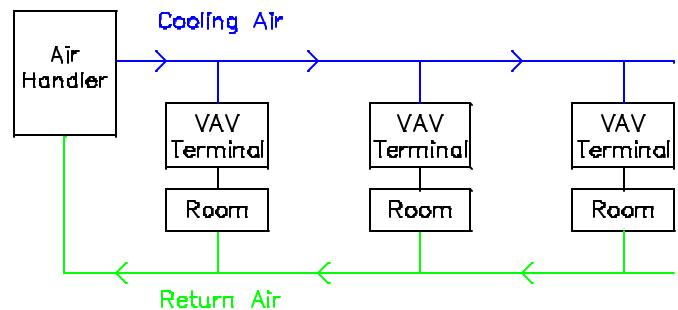 Cooling Air
Air
Handler
VAV
Terminal
VAV
Terminal
VAV
Terminal
Room
Room
Room
Return Air